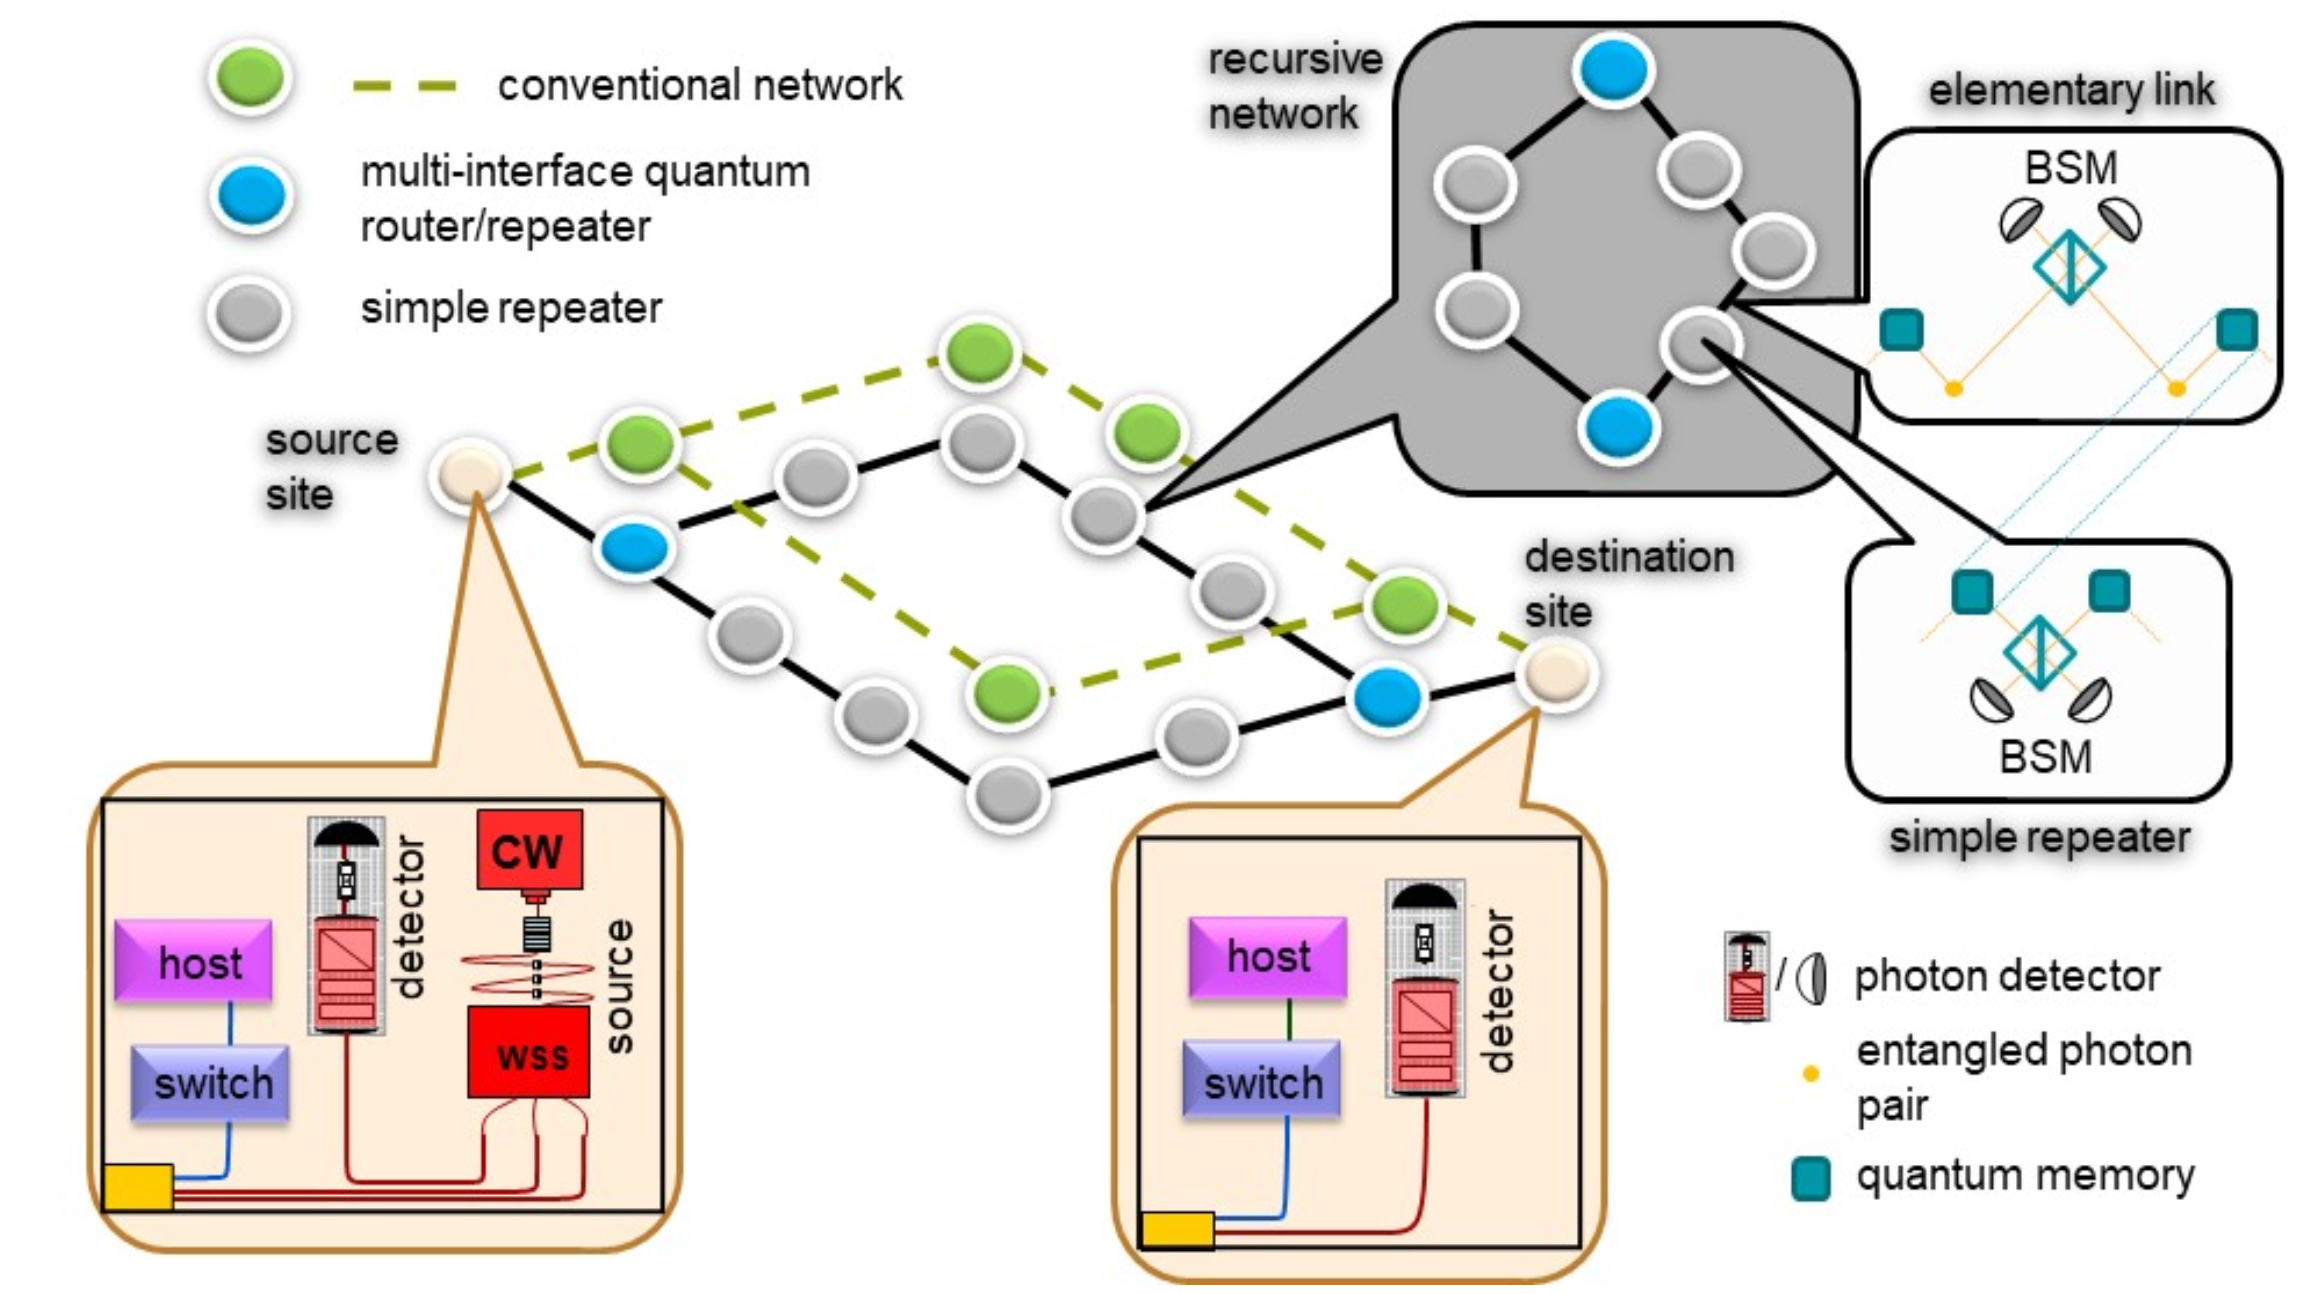 conventional network
multi-interface quantum
router/repeater
simple repeater
recursive
network
elementary link
BSM
source
site
destination
site
BSM
simple repeater
host
switch
detector
CW
wss
source
host
switch
detector
/ photon detector
entangled photon
pair
quantum memory